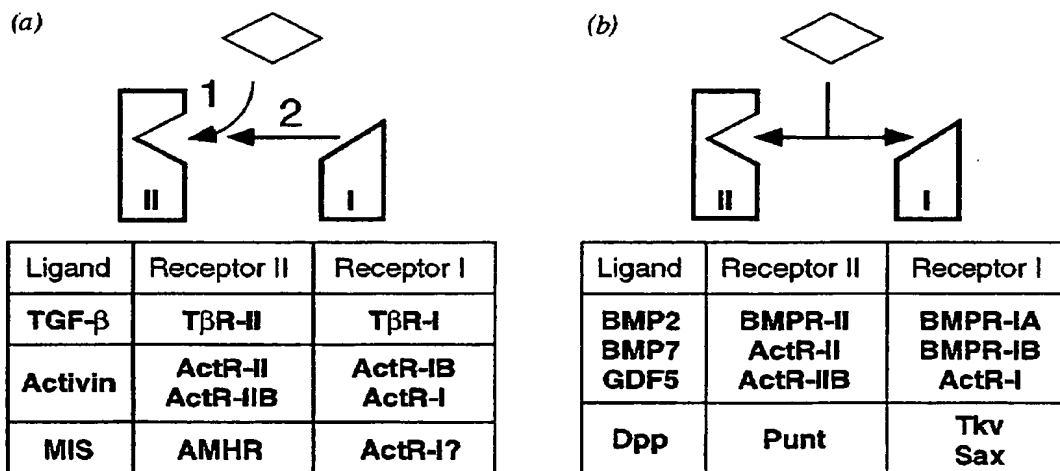 (a)
1
2
II
I
Ligand Receptor II Receptor I
TGF-β TβR-II TβR-I
Activin
ActR-II ActR-IB
ActR-IIB ActR-I
MIS AMHR ActR-I?
(b)
II
I
Ligand Receptor II Receptor I
BMP2 BMPR-II BMPR-IA
BMP7 ActR-II BMPR-IB
GDF5 ActR-IIB ActR-I
Dpp Punt
Tkv
Sax